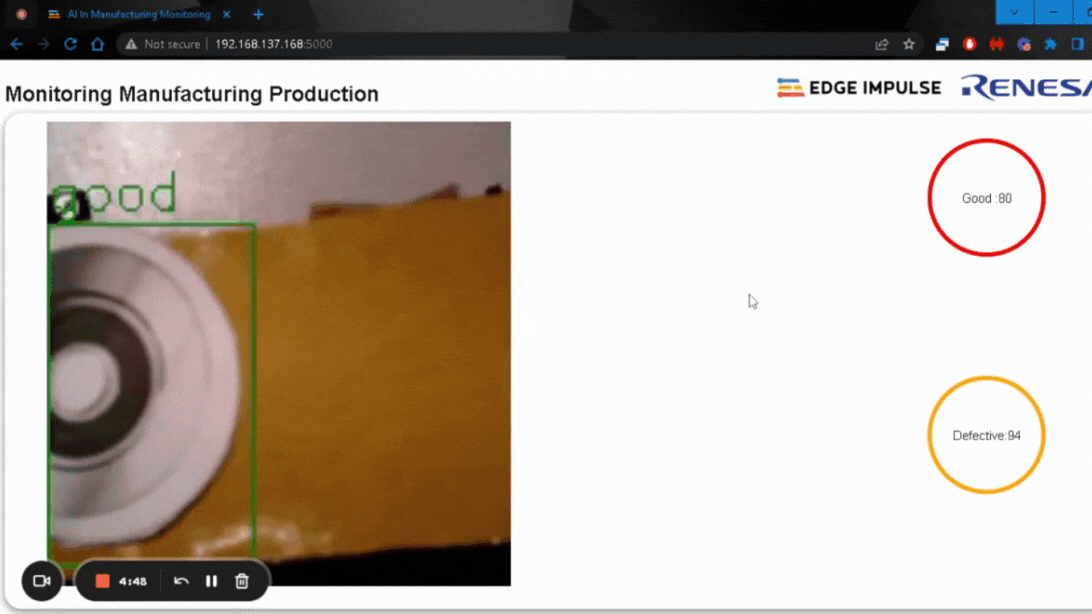 AI In Manufacturing Monitoring
Not secure
192.168.137.168:5000
Monitoring Manufacturing Production
EDGE IMPULSE
RENESA
good
Good :80
Defective:94
4:48